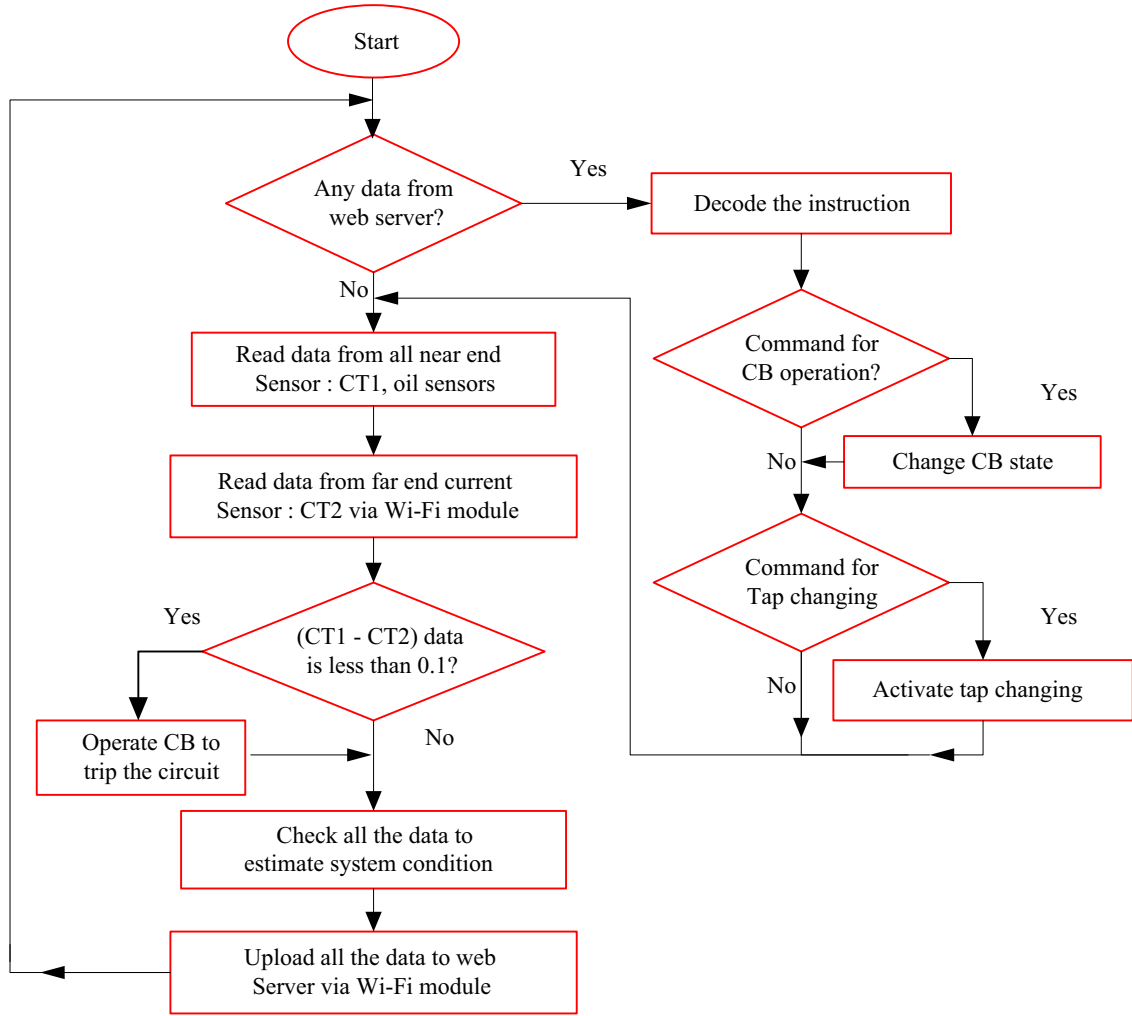 Start
Any data from
web server?
Yes
Decode the instruction
No
Command for
CB operation?
Yes
Change CB state
No
Command for
Tap changing
Yes
Activate tap changing
No
Read data from all near end
Sensor : CT1, oil sensors
Read data from far end current
Sensor : CT2 via Wi-Fi module
(CT1 - CT2) data
is less than 0.1?
Yes
Operate CB to
trip the circuit
No
Check all the data to
estimate system condition
Upload all the data to web
Server via Wi-Fi module